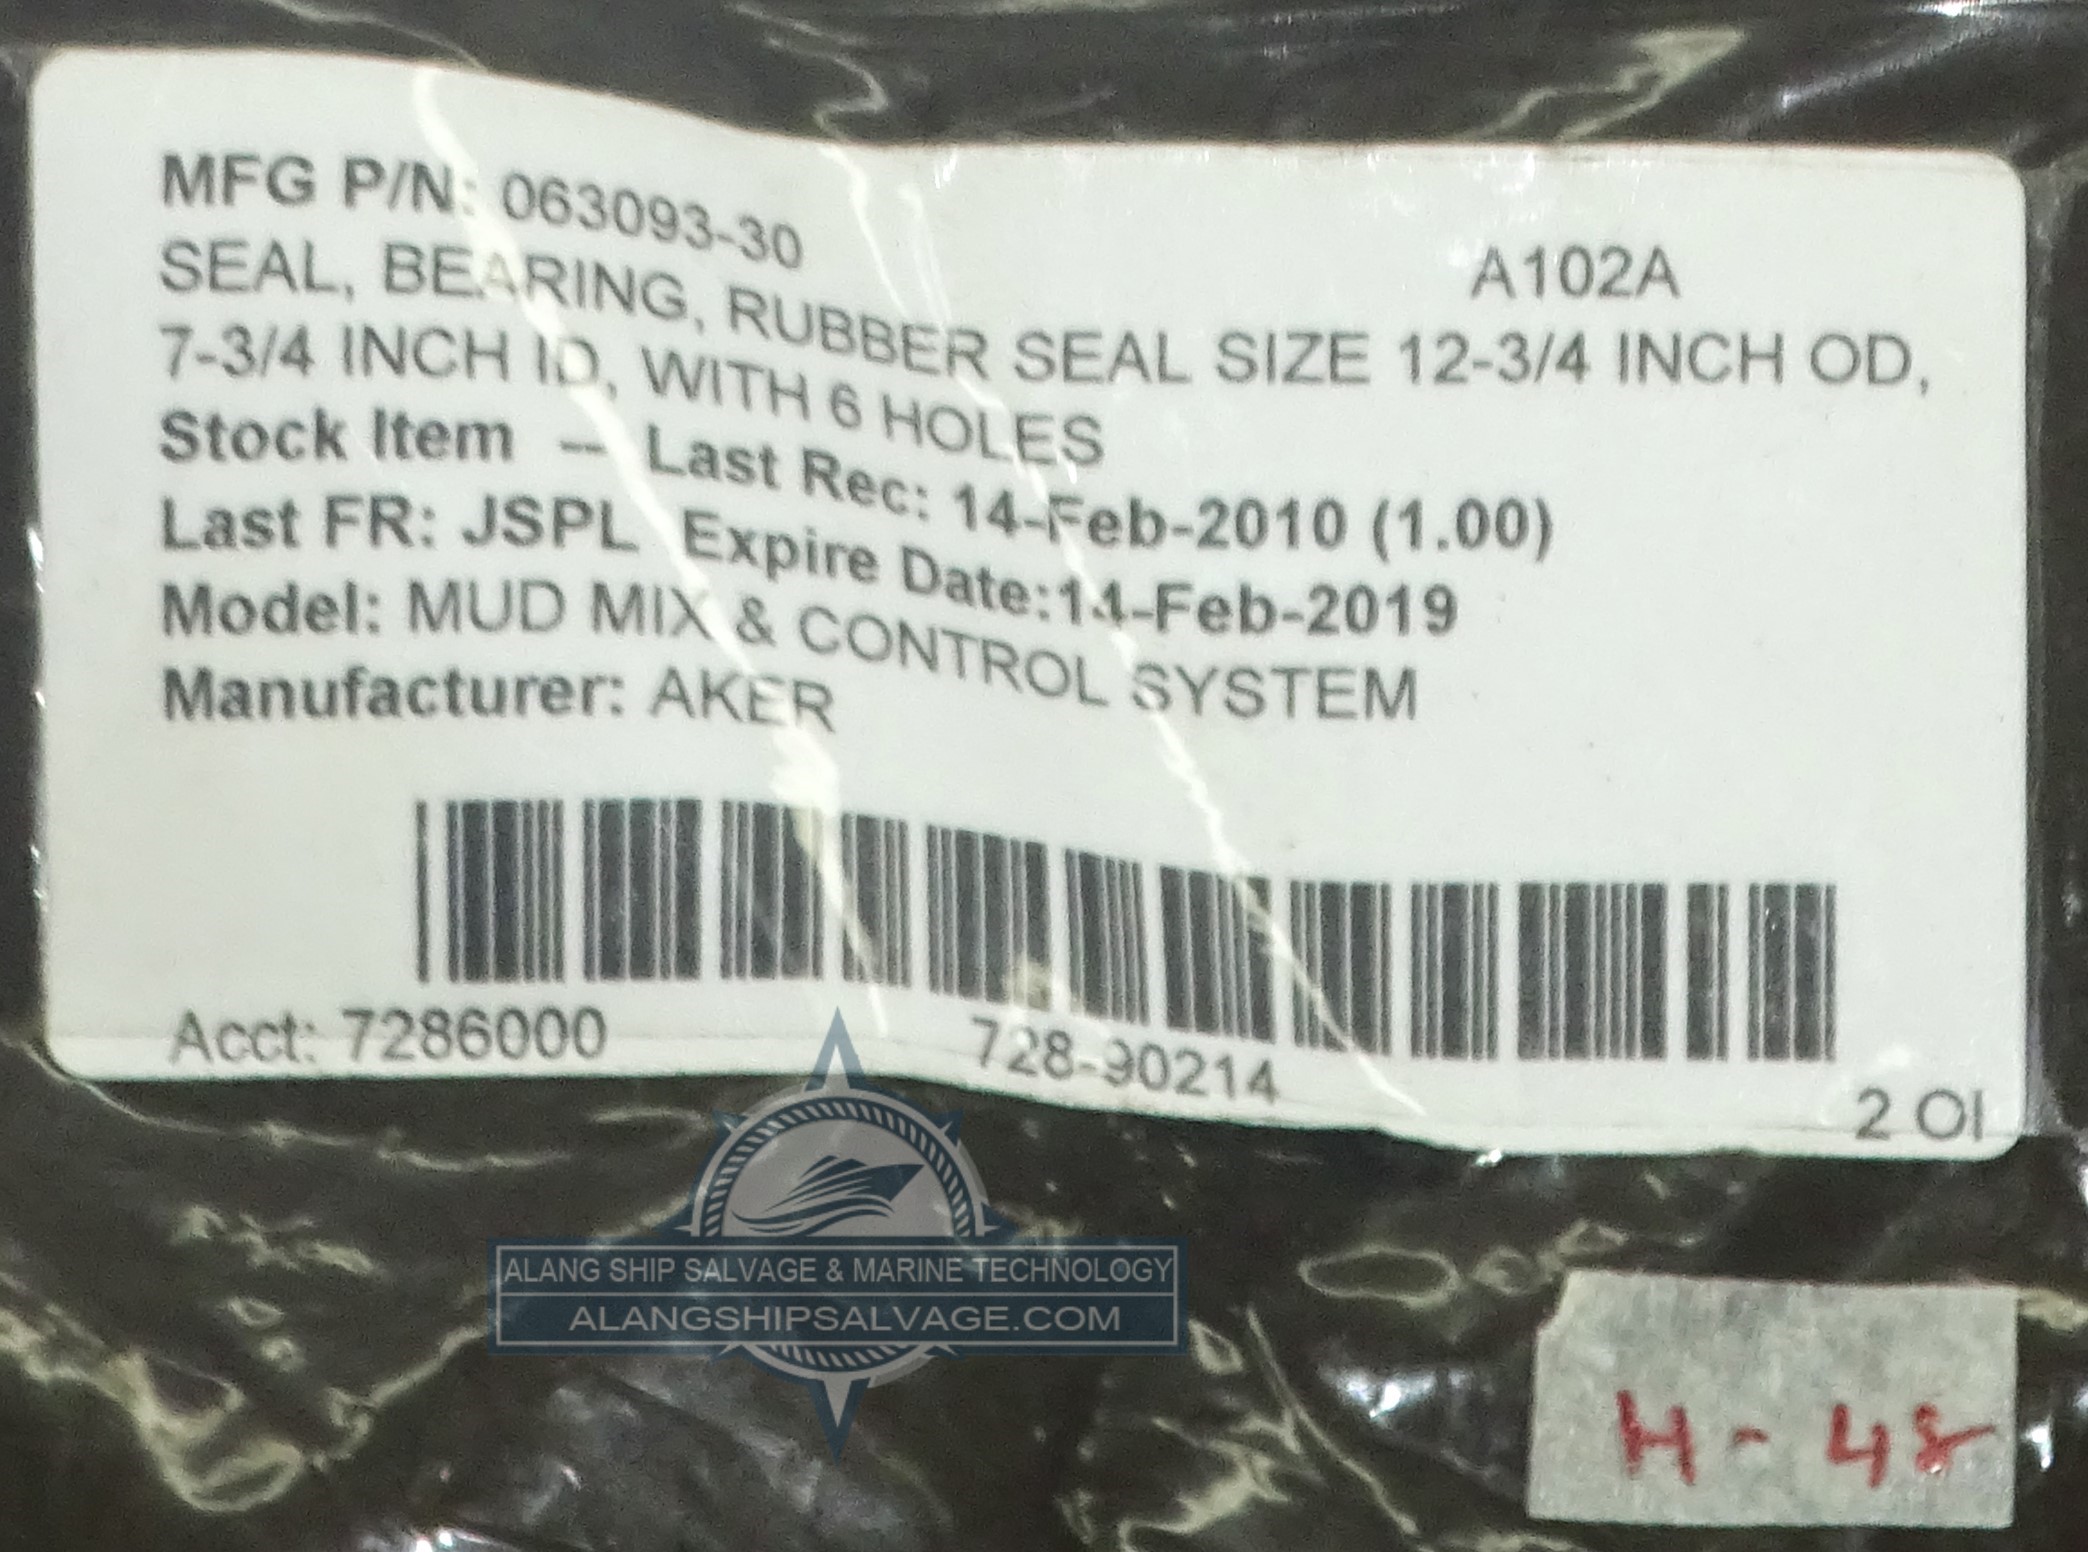 MFG P/N: 063093-30
A102A
SEAL, BEARING, RUBBER SEAL SIZE 12-3/4 INCH OD,
7-3/4 INCH ID, WITH 6 HOLES
Stock Item -- Last Rec: 14-Feb-2010 (1.00)
Last FR: JSPL Expire Date:14-Feb-2019
Model: MUD MIX & CONTROL SYSTEM
Manufacturer: AKER
Acct: 7286000
728-90214
2 OI
ALANG SHIP SALVAGE & MARINE TECHNOLOGY
ALANGSHIPSALVAGE.COM
H - 48